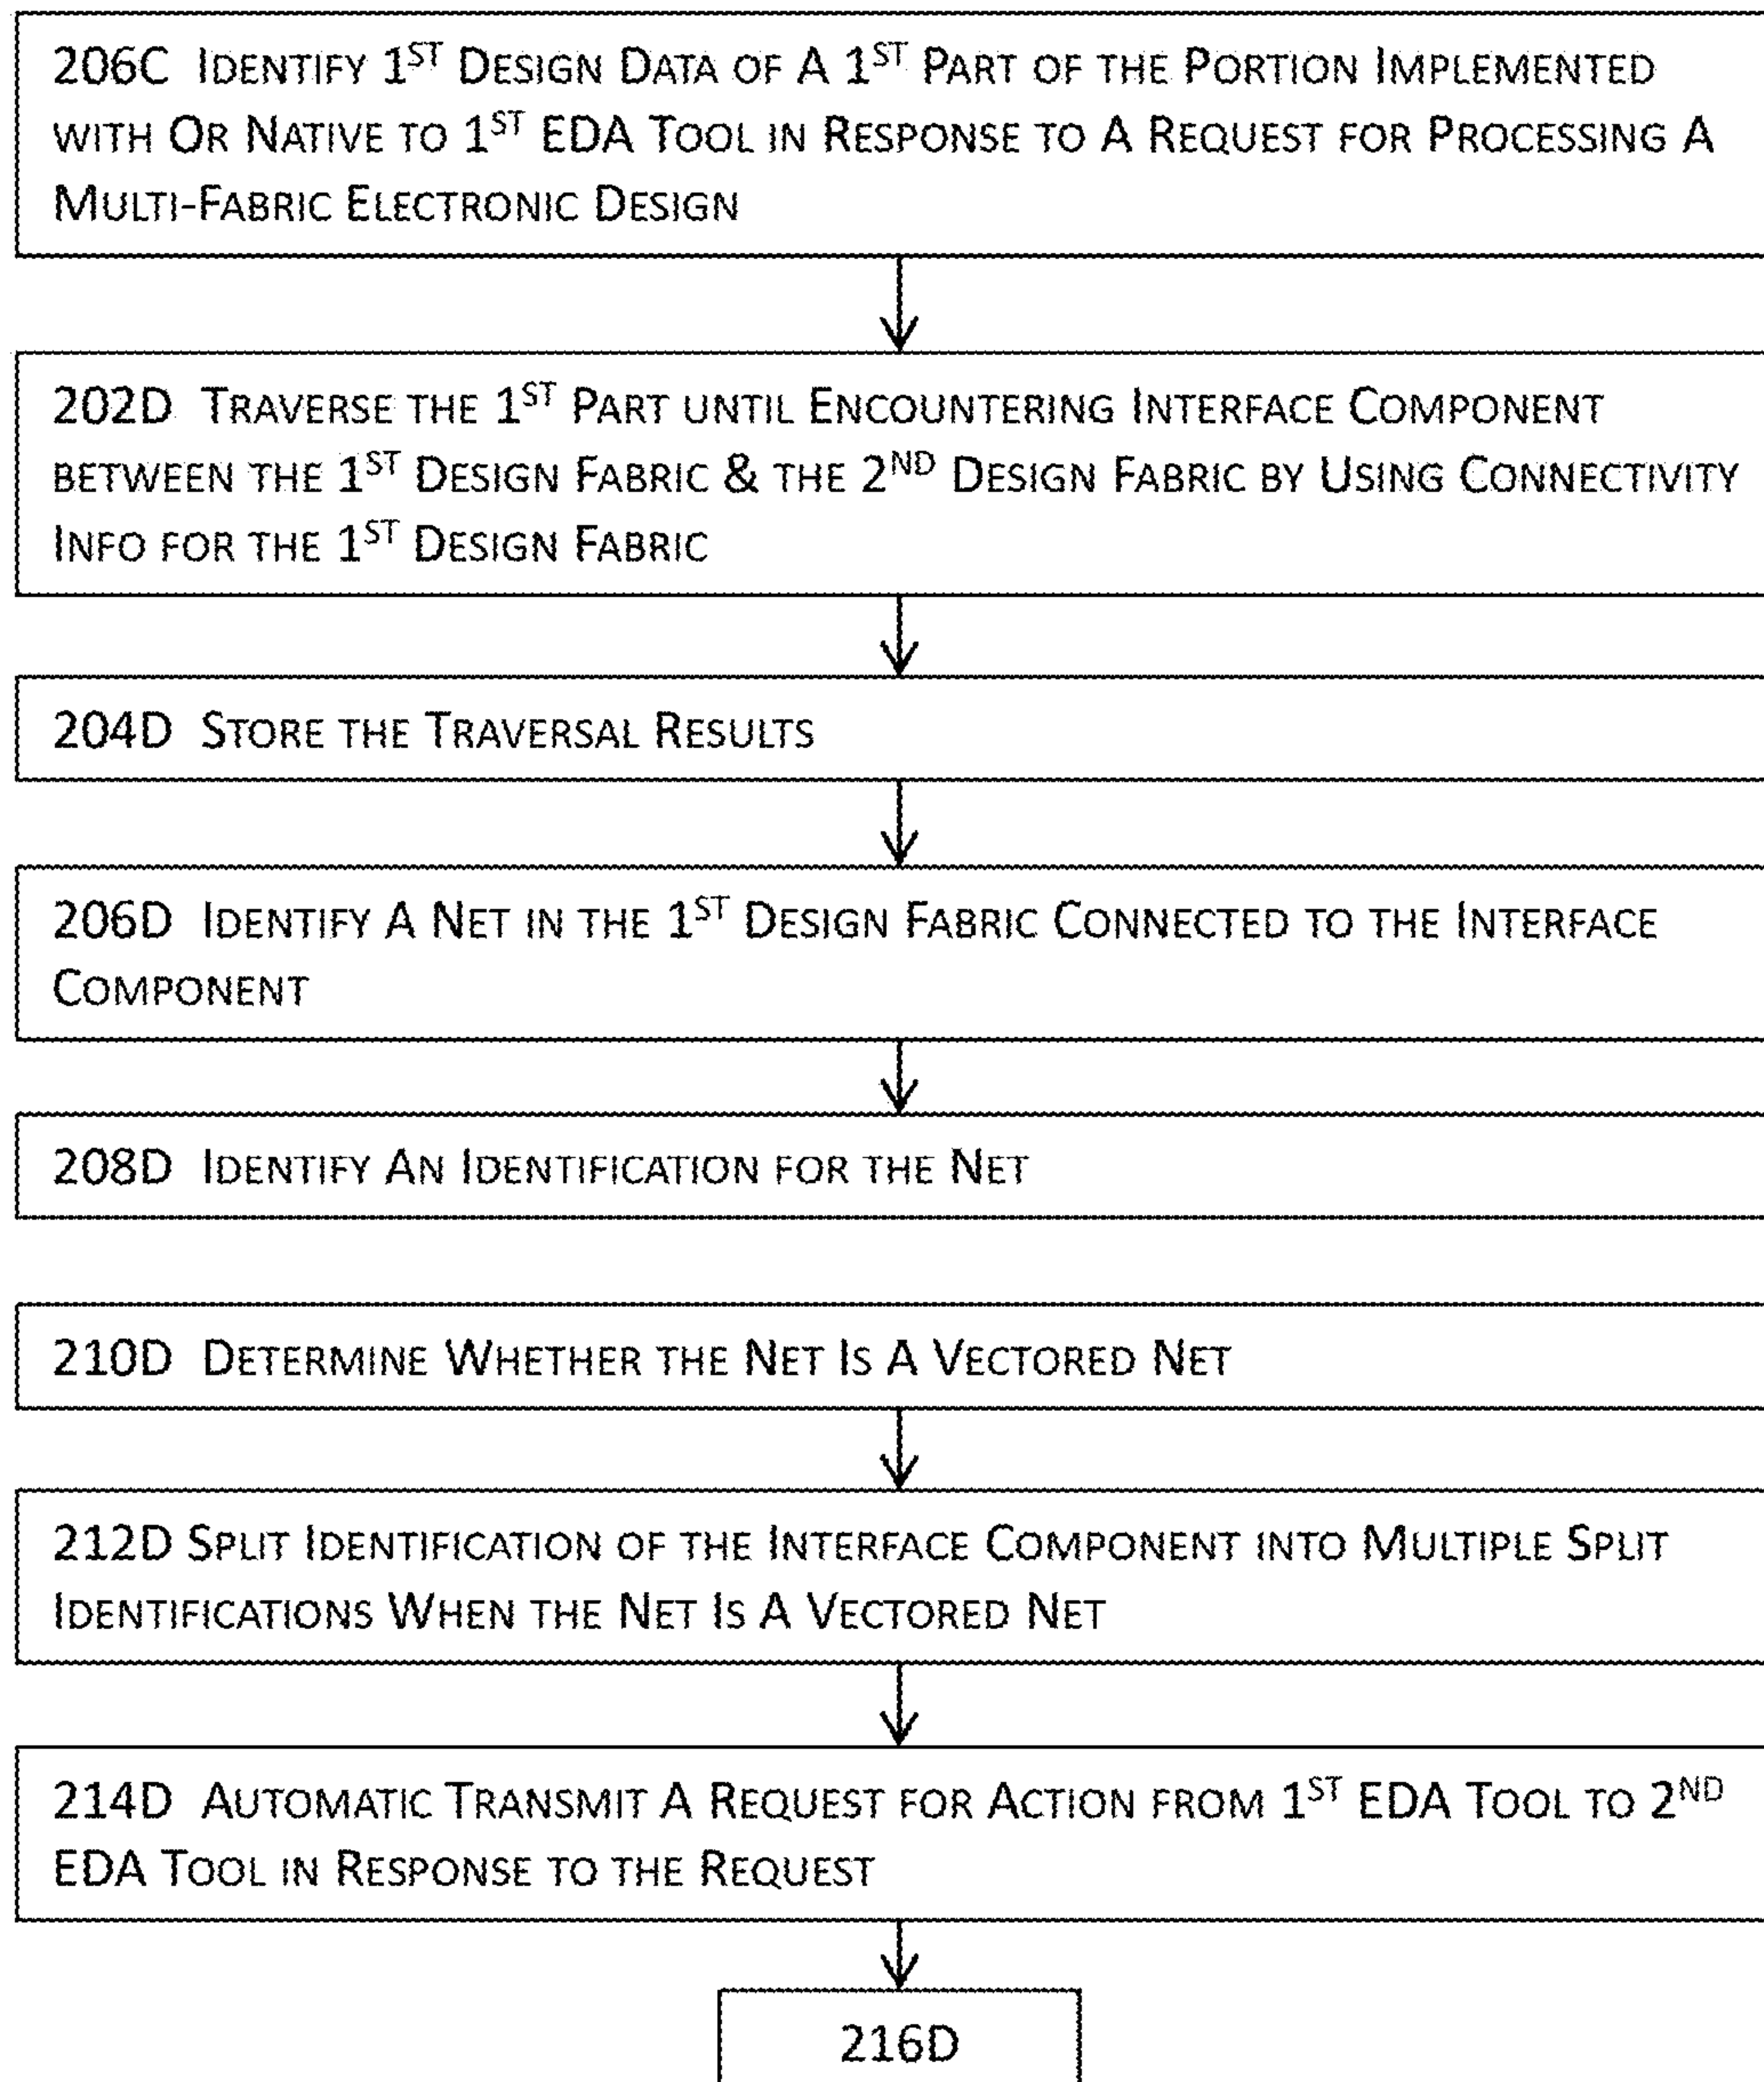 206C Identify 1st Design Data of A 1st Part of the Portion Implemented
with Or Native to 1st EDA Tool in Response to A Request for Processing A
Multi-Fabric Electronic Design
202D Traverse the 1st Part until Encountering Interface Component
between the 1st Design Fabric & the 2nd Design Fabric by Using Connectivity
Info for the 1st Design Fabric
204D Store the Traversal Results
206D Identify A Net in the 1st Design Fabric Connected to the Interface
Component
208D Identify An Identification for the Net
210D Determine Whether the Net Is A Vectored Net
212D Split Identification of the Interface Component into Multiple Split
Identifications When the Net Is A Vectored Net
214D Automatic Transmit A Request for Action from 1st EDA Tool to 2nd
EDA Tool in Response to the Request
216D